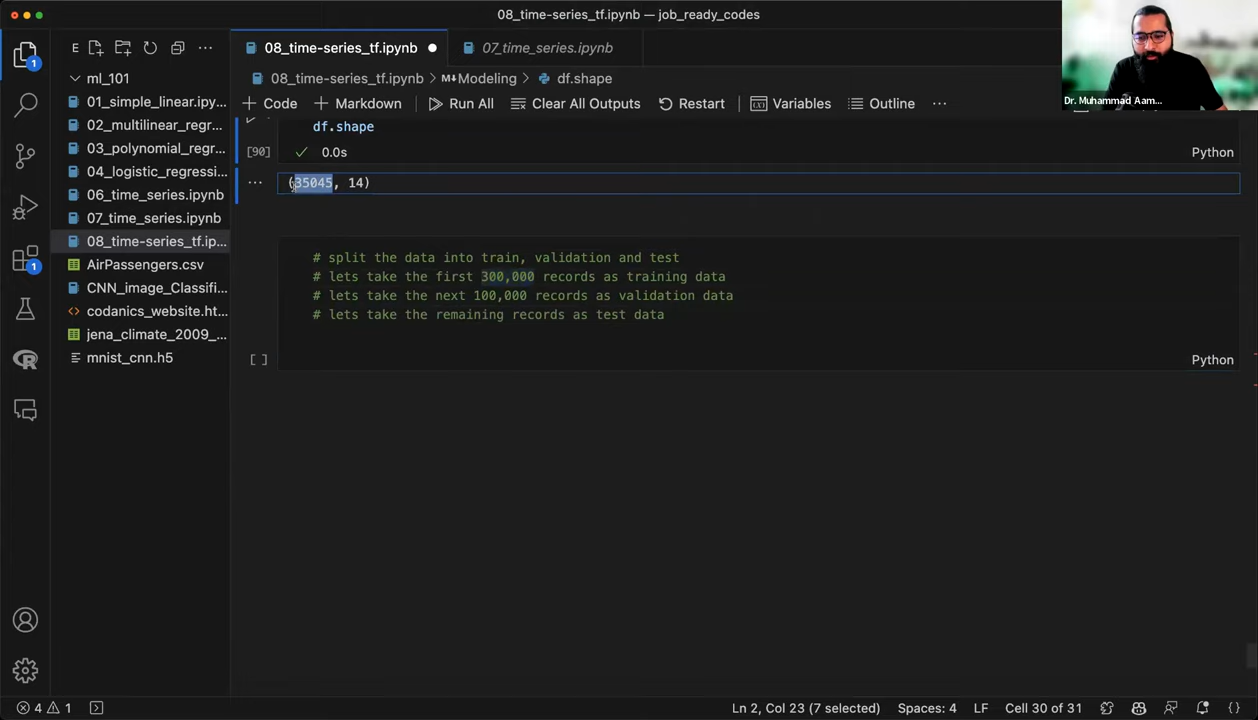 08_time-series_tf.ipynb — job_ready_codes
E
08_time-series_tf.ipynb
07_time_series.ipynb
ml_101
08_time-series_tf.ipynb > M↓Modeling > df.shape
+ Code + Markdown Run All Clear All Outputs Restart Variables Outline ...
Dr. Muhammad Aam...
01_simple_linear.ipy...
02_multilinear_regr...
03_polynomial_regr...
04_logistic_regressi...
06_time_series.ipynb
07_time_series.ipynb
08_time-series_tf.ip...
AirPassengers.csv
CNN_image_Classifi...
codanics_website.ht...
jena_climate_2009_...
mnist_cnn.h5
df.shape
[90] 0.0s Python
(35045, 14)
# split the data into train, validation and test
# lets take the first 300,000 records as training data
# lets take the next 100,000 records as validation data
# lets take the remaining records as test data
[ ] Python
1
1
4 1
Ln 2, Col 23 (7 selected) Spaces: 4 LF Cell 30 of 31